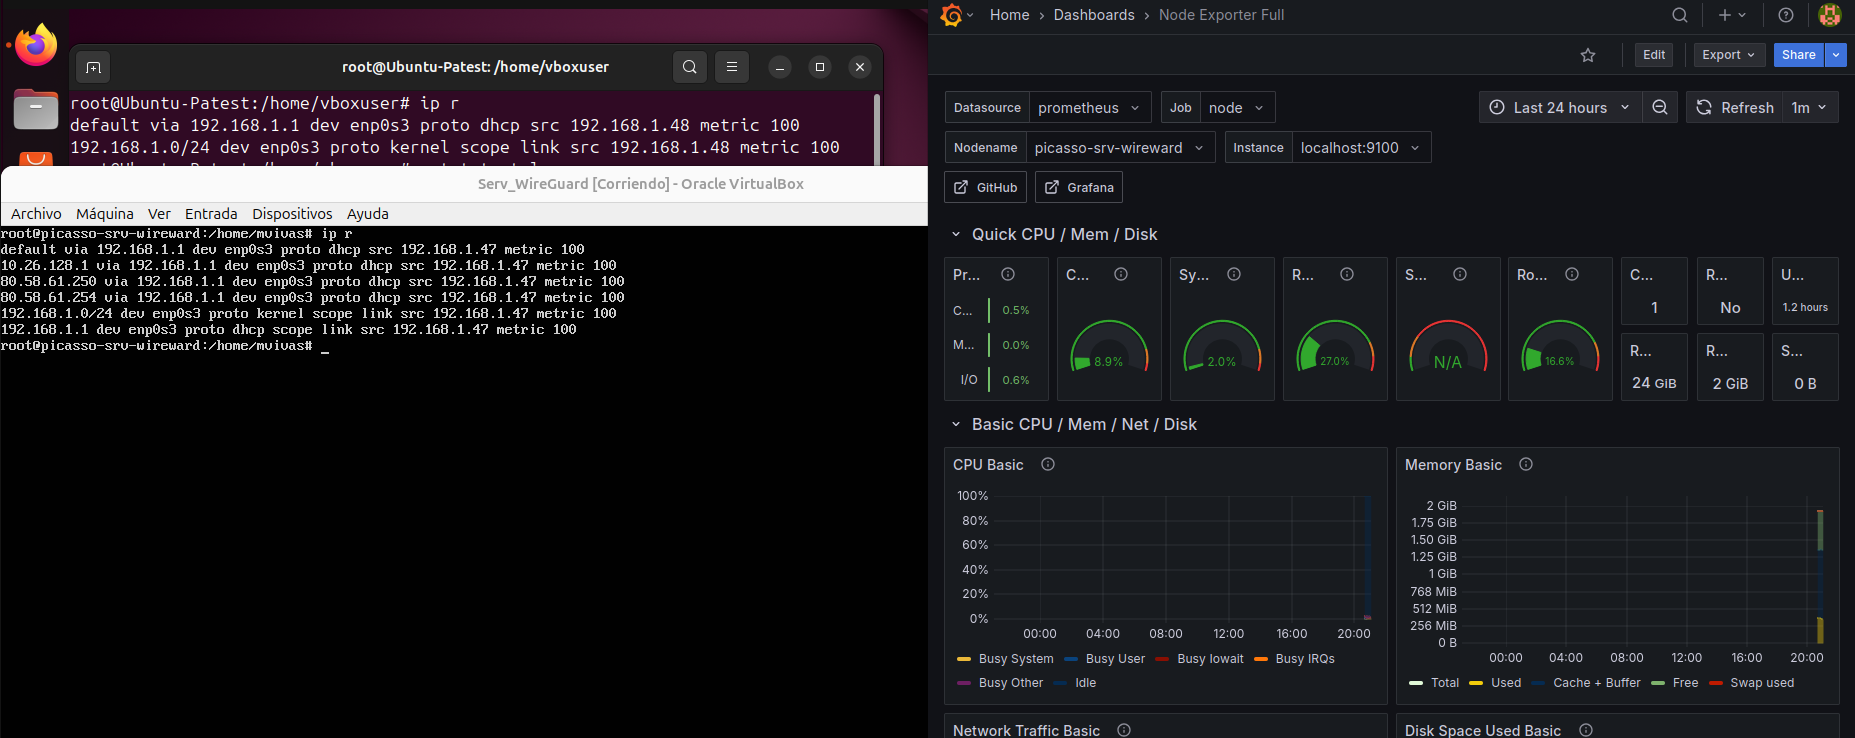 root@Ubuntu-Patest: /home/vboxuser
root@Ubuntu-Patest:/home/vboxuser# ip r
default via 192.168.1.1 dev enp0s3 proto dhcp src 192.168.1.48 metric 100
192.168.1.0/24 dev enp0s3 proto kernel scope link src 192.168.1.48 metric 100
Serv_WireGuard [Corriendo] - Oracle VirtualBox
Archivo Máquina Ver Entrada Dispositivos Ayuda
root@picasso-srv-wireward:/home/mvivas# ip r
default via 192.168.1.1 dev enp0s3 proto dhcp src 192.168.1.47 metric 100
10.26.128.1 via 192.168.1.1 dev enp0s3 proto dhcp src 192.168.1.47 metric 100
80.58.61.250 via 192.168.1.1 dev enp0s3 proto dhcp src 192.168.1.47 metric 100
80.58.61.254 via 192.168.1.1 dev enp0s3 proto dhcp src 192.168.1.47 metric 100
192.168.1.0/24 dev enp0s3 proto kernel scope link src 192.168.1.47 metric 100
192.168.1.1 dev enp0s3 proto dhcp scope link src 192.168.1.47 metric 100
root@picasso-srv-wireward:/home/mvivas# _
Home › Dashboards › Node Exporter Full
Edit Export Share
Datasource prometheus Job node Last 24 hours Refresh 1m
Nodename picasso-srv-wireward Instance localhost:9100
GitHub Grafana
Quick CPU / Mem / Disk
Pr... C... Sy... R... S... Ro... C... R... U...
C... 0.5%
M... 0.0%
I/O 0.6%
8.9% 2.0% 27.0% N/A 16.6%
1 No 1.2 hours
R... R... S...
24 GiB 2 GiB 0 B
Basic CPU / Mem / Net / Disk
CPU Basic
100%
80%
60%
40%
20%
0%
00:00 04:00 08:00 12:00 16:00 20:00
Busy System Busy User Busy Iowait Busy IRQs
Busy Other Idle
Memory Basic
2 GiB
1.75 GiB
1.50 GiB
1.25 GiB
1 GiB
768 MiB
512 MiB
256 MiB
0 B
00:00 04:00 08:00 12:00 16:00 20:00
Total Used Cache + Buffer Free Swap used
Network Traffic Basic
Disk Space Used Basic